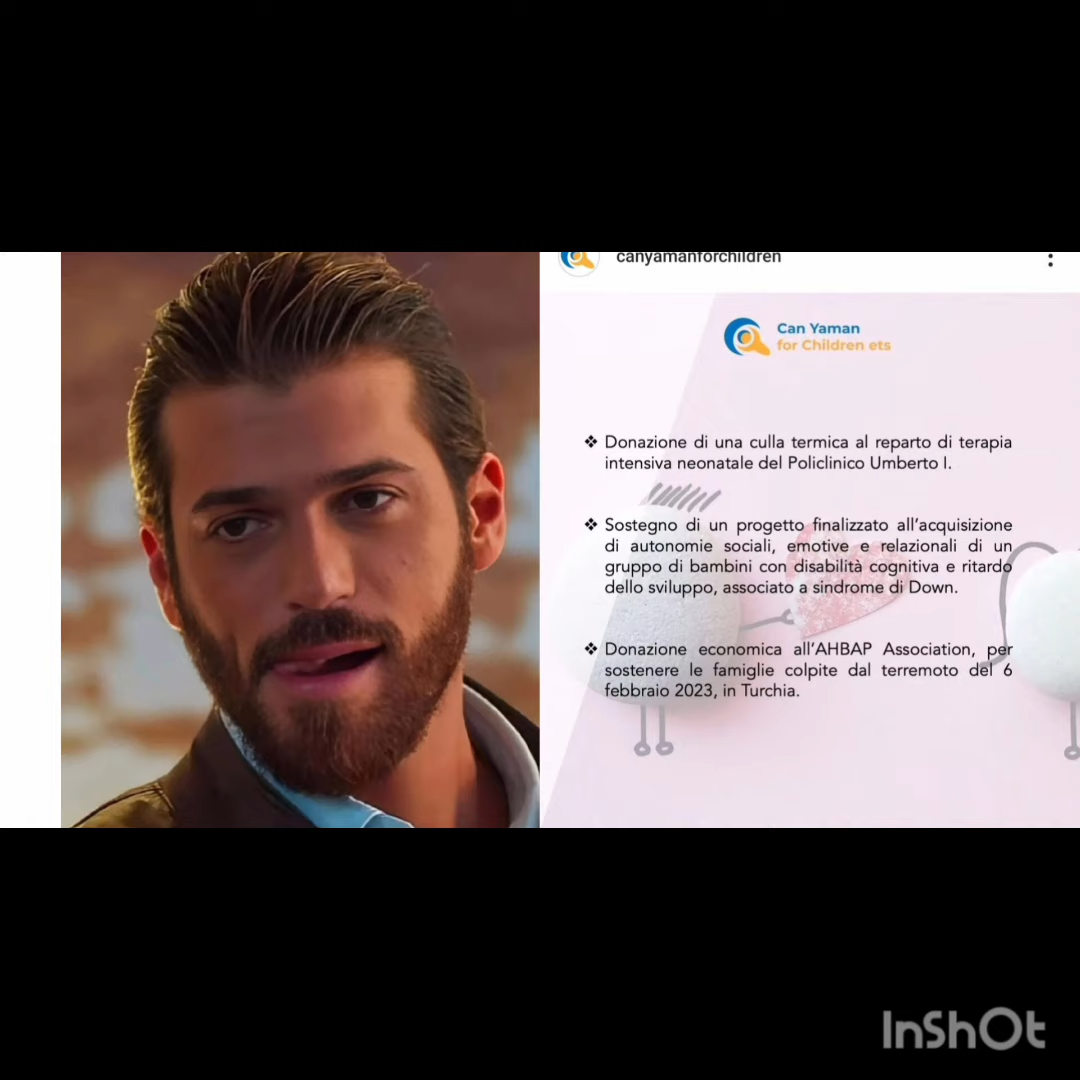 canyamanforchildren
Can Yaman
for Children ets
❖ Donazione di una culla termica al reparto di terapia
intensiva neonatale del Policlinico Umberto I.
❖ Sostegno di un progetto finalizzato all'acquisizione
di autonomie sociali, emotive e relazionali di un
gruppo di bambini con disabilità cognitiva e ritardo
dello sviluppo, associato a sindrome di Down.
❖ Donazione economica all'AHBAP Association, per
sostenere le famiglie colpite dal terremoto del 6
febbraio 2023, in Turchia.
InShOt